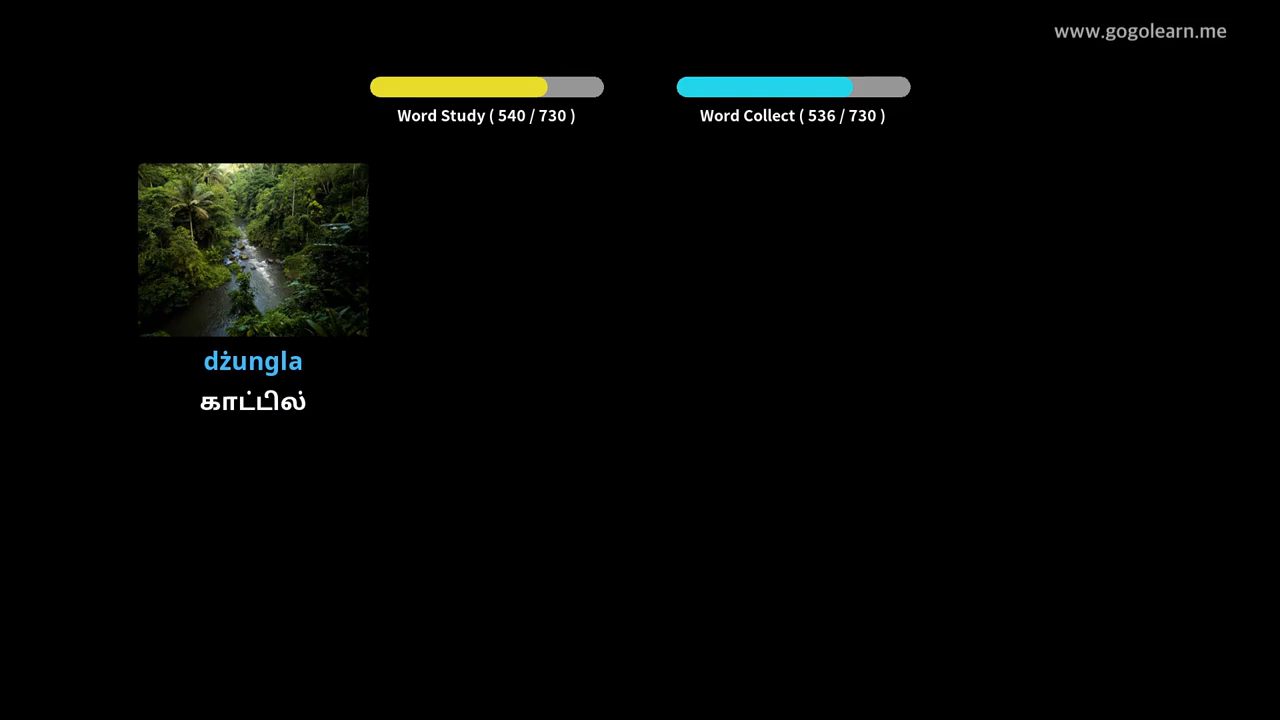 www.gogolearn.me
Word Study ( 540 / 730 )
Word Collect ( 536 / 730 )
dżungla
காட்டில்